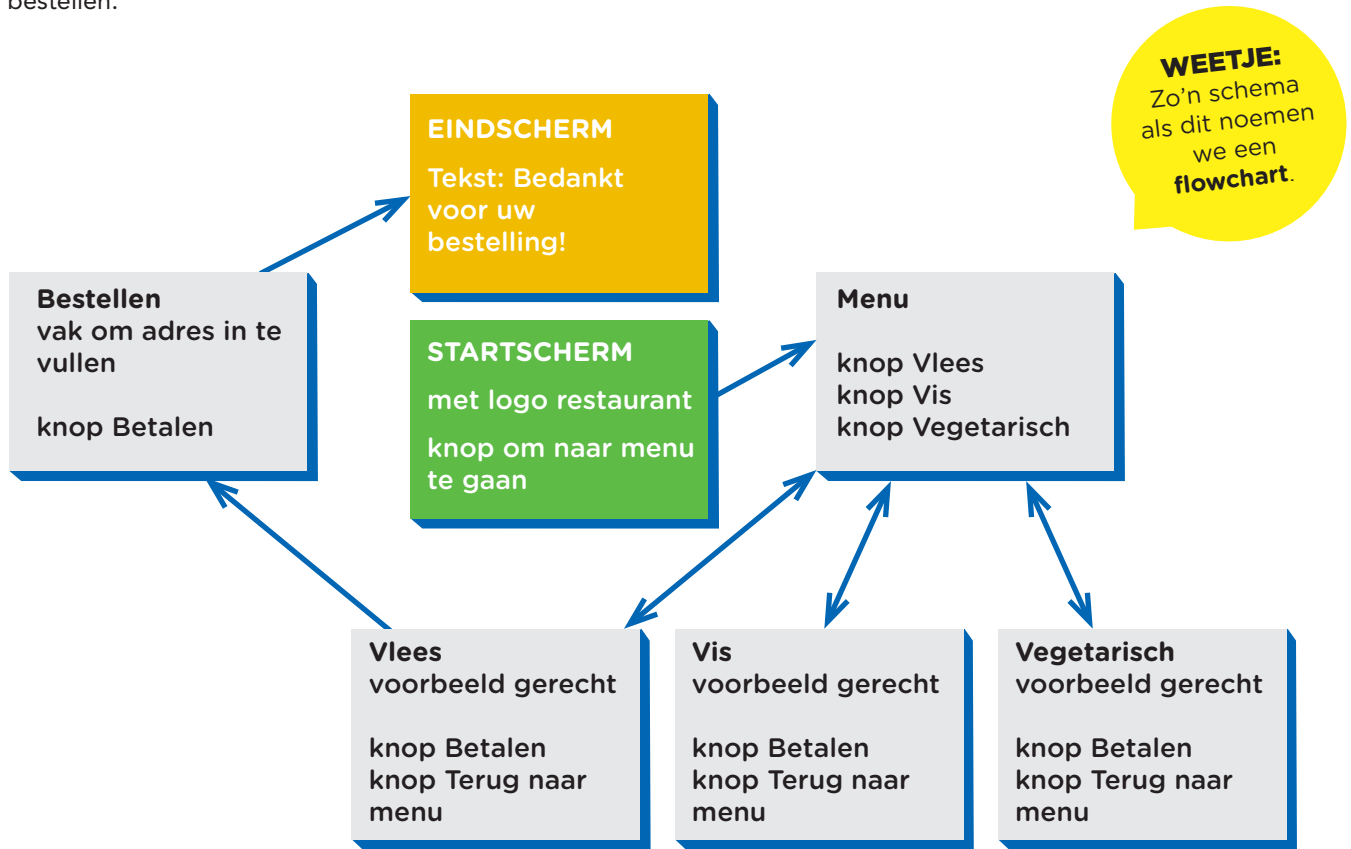 bestellen.
WEETJE:
Zo'n schema
als dit noemen
we een
flowchart.
EINDSCHERM
Tekst: Bedankt
voor uw
bestelling!
Bestellen
vak om adres in te
vullen
knop Betalen
STARTSCHERM
met logo restaurant
knop om naar menu
te gaan
Menu
knop Vlees
knop Vis
knop Vegetarisch
Vlees
voorbeeld gerecht
knop Betalen
knop Terug naar
menu
Vis
voorbeeld gerecht
knop Betalen
knop Terug naar
menu
Vegetarisch
voorbeeld gerecht
knop Betalen
knop Terug naar
menu